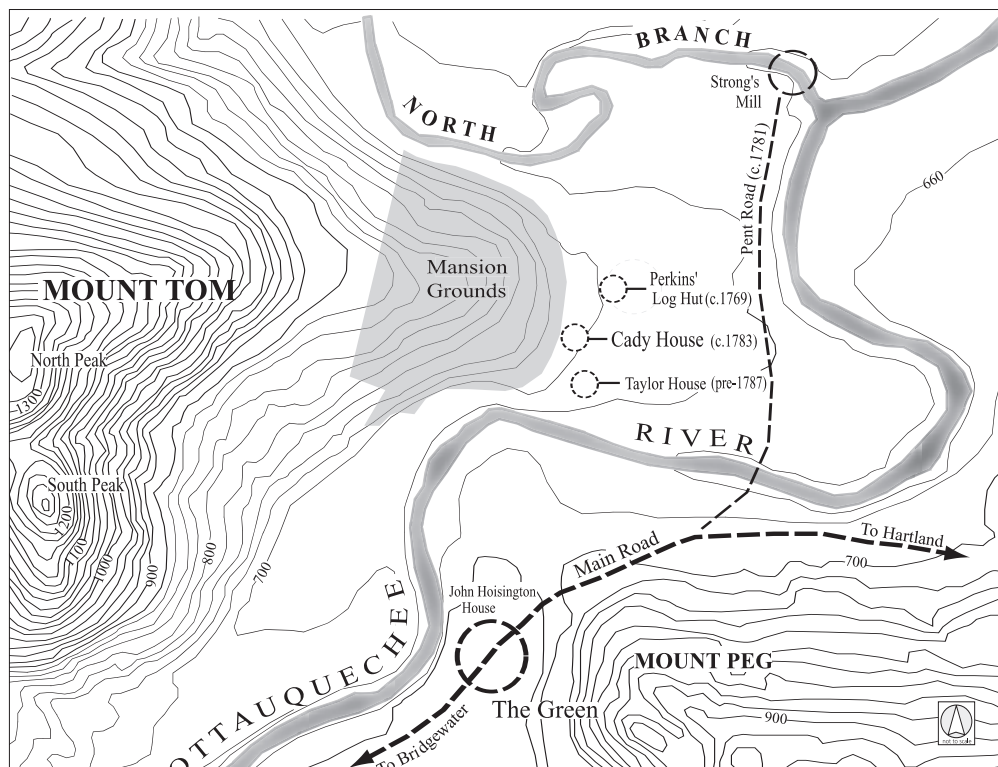 BRANCH
Strong's
Mill
NORTH
Pent Road (c.1781)
660
Mansion
Grounds
Perkins'
Log Hut (c.1769)
MOUNT TOM
Cady House (c.1783)
North Peak
Taylor House (pre-1787)
1300
RIVER
South Peak
1200
1100
1000
900
800
700
To Hartland
Main Road
700
John Hoisington
House
OTTAUQUECHEE
MOUNT PEG
The Green
900
To Bridgewater
not to scale